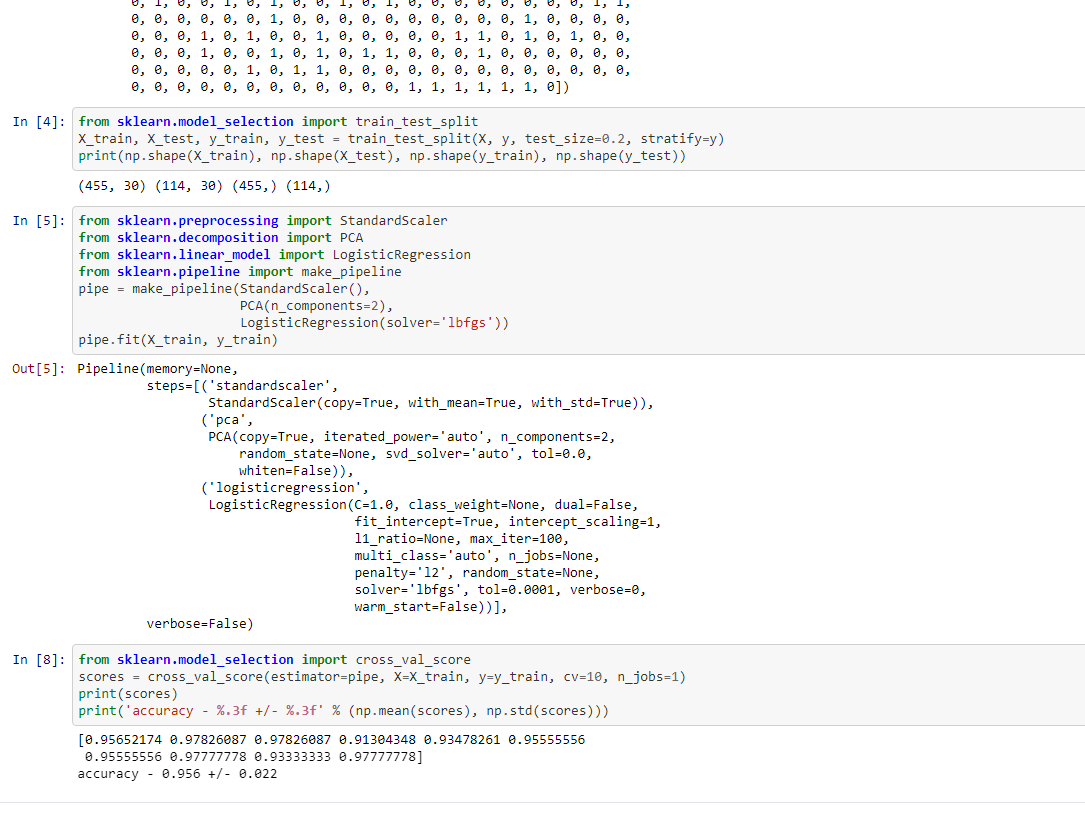 0, 1, 0, 0, 1, 0, 1, 0, 0, 1, 0, 1, 0, 0, 0, 0, 0, 0, 0, 0, 1, 1,
0, 0, 0, 0, 0, 0, 1, 0, 0, 0, 0, 0, 0, 0, 0, 0, 0, 1, 0, 0, 0, 0,
0, 0, 0, 1, 0, 1, 0, 0, 1, 0, 0, 0, 0, 0, 1, 1, 0, 1, 0, 1, 0, 0,
0, 0, 0, 1, 0, 0, 1, 0, 1, 0, 1, 1, 0, 0, 0, 1, 0, 0, 0, 0, 0, 0,
0, 0, 0, 0, 0, 1, 0, 1, 1, 0, 0, 0, 0, 0, 0, 0, 0, 0, 0, 0, 0, 0,
0, 0, 0, 0, 0, 0, 0, 0, 0, 0, 0, 0, 1, 1, 1, 1, 1, 1, 0])
In [4]: from sklearn.model_selection import train_test_split
X_train, X_test, y_train, y_test = train_test_split(X, y, test_size=0.2, stratify=y)
print(np.shape(X_train), np.shape(X_test), np.shape(y_train), np.shape(y_test))
(455, 30) (114, 30) (455,) (114,)
In [5]: from sklearn.preprocessing import StandardScaler
from sklearn.decomposition import PCA
from sklearn.linear_model import LogisticRegression
from sklearn.pipeline import make_pipeline
pipe = make_pipeline(StandardScaler(),
PCA(n_components=2),
LogisticRegression(solver='lbfgs'))
pipe.fit(X_train, y_train)
Out[5]: Pipeline(memory=None,
steps=[('standardscaler',
StandardScaler(copy=True, with_mean=True, with_std=True)),
('pca',
PCA(copy=True, iterated_power='auto', n_components=2,
random_state=None, svd_solver='auto', tol=0.0,
whiten=False)),
('logisticregression',
LogisticRegression(C=1.0, class_weight=None, dual=False,
fit_intercept=True, intercept_scaling=1,
l1_ratio=None, max_iter=100,
multi_class='auto', n_jobs=None,
penalty='l2', random_state=None,
solver='lbfgs', tol=0.0001, verbose=0,
warm_start=False))],
verbose=False)
In [8]: from sklearn.model_selection import cross_val_score
scores = cross_val_score(estimator=pipe, X=X_train, y=y_train, cv=10, n_jobs=1)
print(scores)
print('accuracy - %.3f +/- %.3f' % (np.mean(scores), np.std(scores)))
[0.95652174 0.97826087 0.97826087 0.91304348 0.93478261 0.95555556
0.95555556 0.97777778 0.93333333 0.97777778]
accuracy - 0.956 +/- 0.022